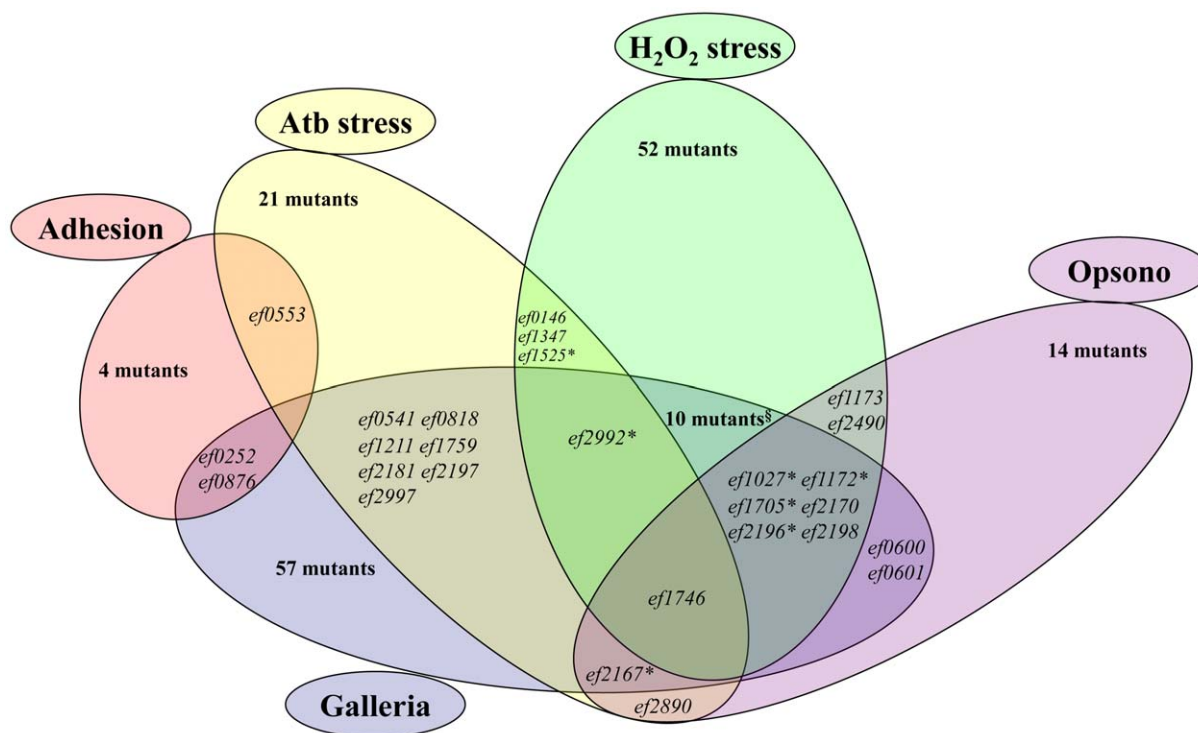 H₂O₂ stress
Atb stress
52 mutants
21 mutants
Adhesion
Opsono
ef0553
ef0146
ef1347
ef1525*
14 mutants
4 mutants
ef1173
ef2490
10 mutants§
ef0541 ef0818
ef1211 ef1759
ef2181 ef2197
ef2997
ef2992*
ef0252
ef0876
ef1027* ef1172*
ef1705* ef2170
ef2196* ef2198
ef0600
ef0601
57 mutants
ef1746
ef2167*
ef2890
Galleria